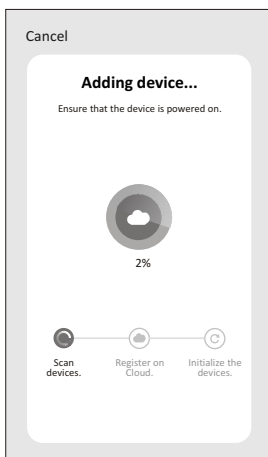 Cancel
Adding device...
Ensure that the device is powered on.
2%
Scan
devices.
Register on
Cloud.
Initialize the
devices.